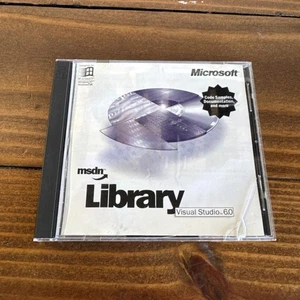 Microsoft
Code Samples,
Documentation,
and more
msdn
Library
Visual Studio 6.0